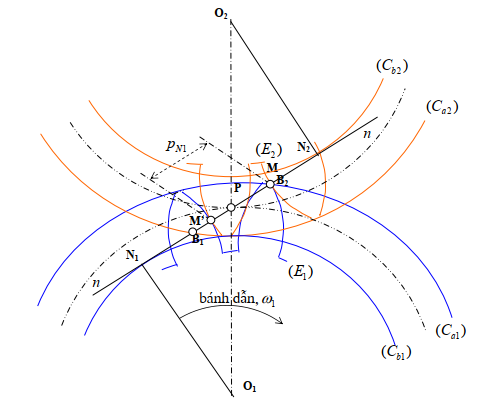 O₂
(C_b2)
(C_a2)
n
N₂
p_N1
(E₂)
M
B₂
P
M'
B₁
N₁
n
(E₁)
bánh dẫn, ω₁
(C_a1)
(C_b1)
O₁